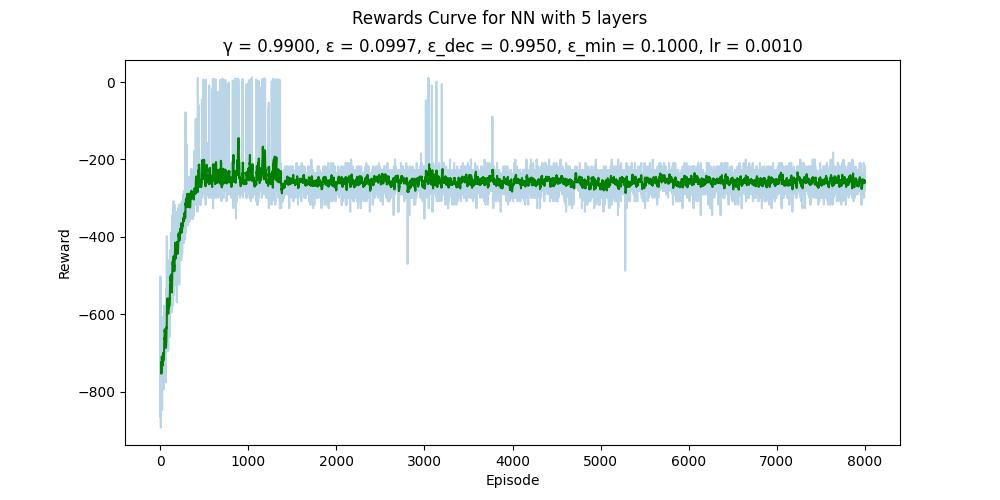 Rewards Curve for NN with 5 layers
γ = 0.9900, ε = 0.0997, ε_dec = 0.9950, ε_min = 0.1000, lr = 0.0010
0
−200
−400
−600
−800
Reward
0 1000 2000 3000 4000 5000 6000 7000 8000
Episode